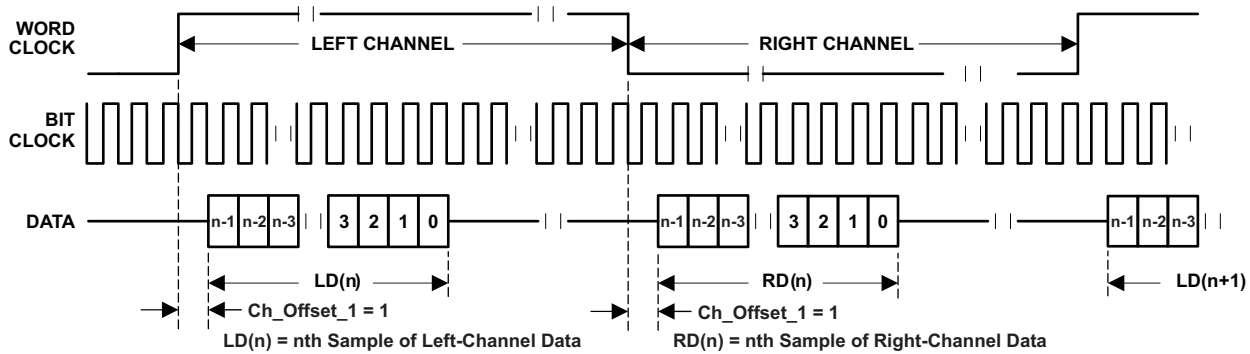 WORD
CLOCK
LEFT CHANNEL
RIGHT CHANNEL
BIT
CLOCK
DATA
n-1 n-2 n-3 3 2 1 0
n-1 n-2 n-3 3 2 1 0
n-1 n-2 n-3
LD(n)
RD(n)
LD(n+1)
Ch_Offset_1 = 1
Ch_Offset_1 = 1
LD(n) = nth Sample of Left-Channel Data
RD(n) = nth Sample of Right-Channel Data